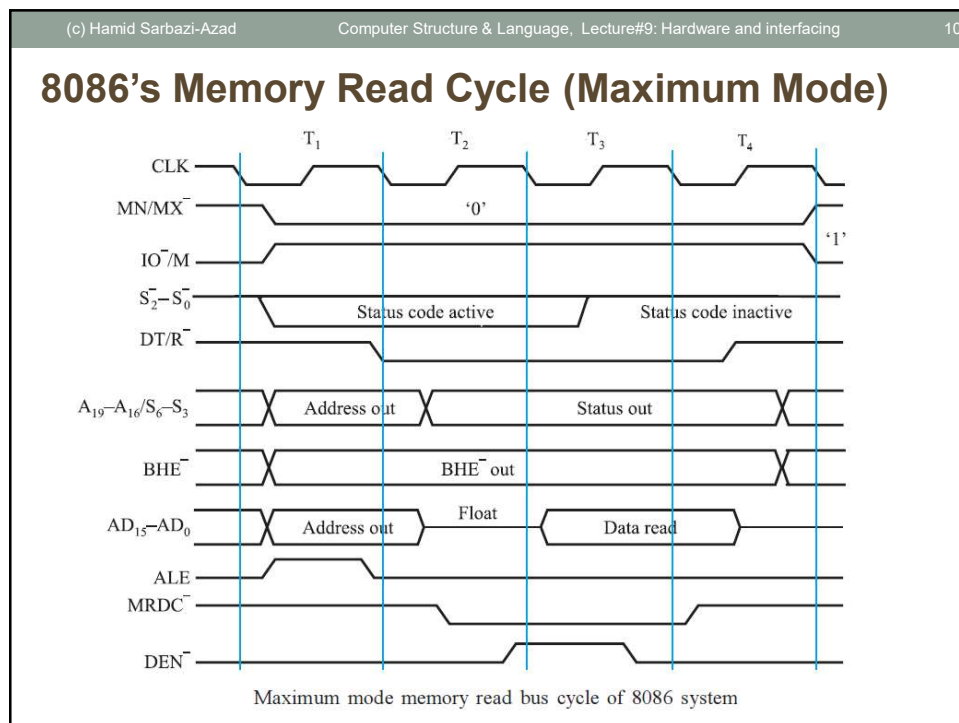 (c) Hamid Sarbazi-Azad Computer Structure & Language, Lecture#9: Hardware and interfacing 10
8086's Memory Read Cycle (Maximum Mode)
T1 T2 T3 T4
CLK
MN/MX‾ '0'
'1'
IO‾/M
S2‾–S0‾ Status code active Status code inactive
DT/R‾
A19–A16/S6–S3 Address out Status out
BHE‾ BHE‾ out
AD15–AD0 Address out Float Data read
ALE
MRDC‾
DEN‾
Maximum mode memory read bus cycle of 8086 system